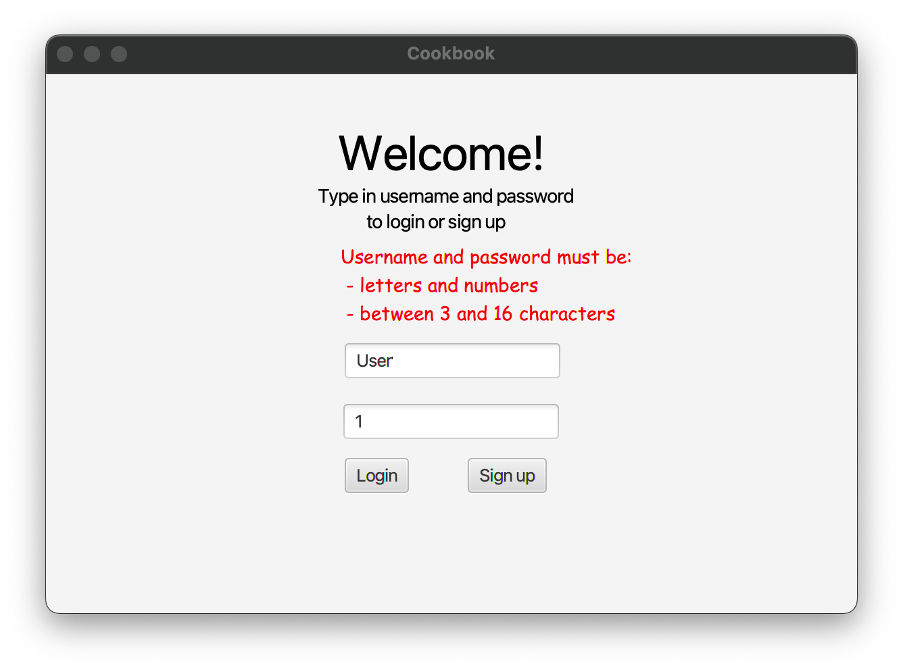 Cookbook
Welcome!
Type in username and password
to login or sign up
Username and password must be:
- letters and numbers
- between 3 and 16 characters
User
1
Login
Sign up